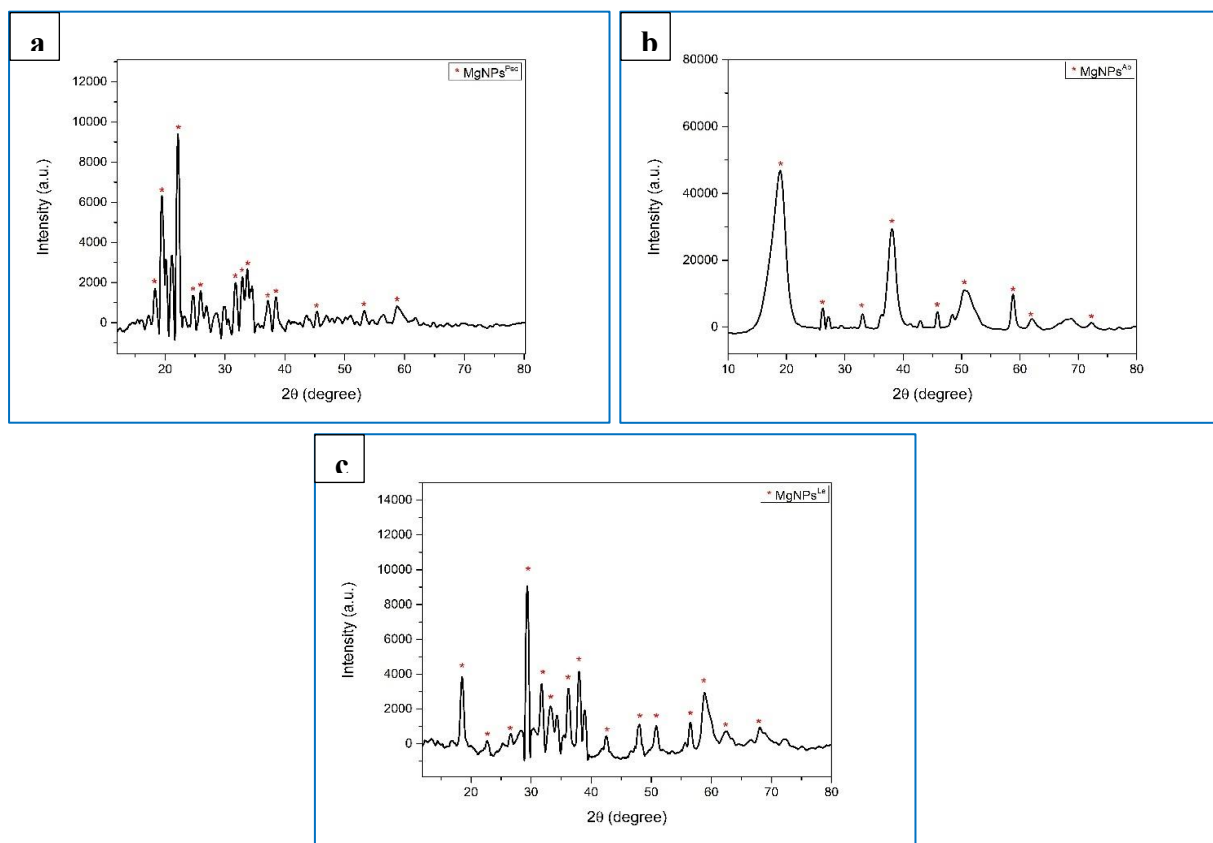 a
* MgNPs^Psc
12000
10000
8000
6000
4000
2000
0
Intensity (a.u.)
20 30 40 50 60 70 80
2θ (degree)
b
* MgNPs^Ab
80000
60000
40000
20000
0
Intensity (a.u.)
10 20 30 40 50 60 70 80
2θ (degree)
c
* MgNPs^Le
14000
12000
10000
8000
6000
4000
2000
0
Intensity (a.u.)
20 30 40 50 60 70 80
2θ (degree)